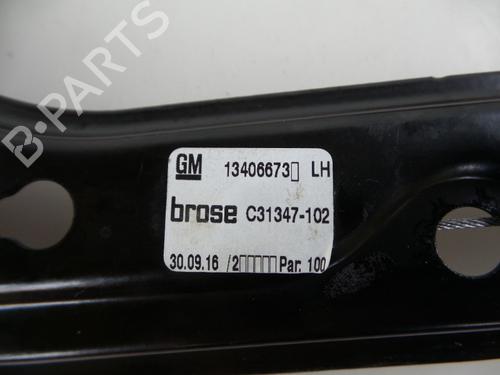 B-PARTS
GM 13406673▯ LH
brose C31347-102
30.09.16 /2▯▯▯▯▯Par. 100